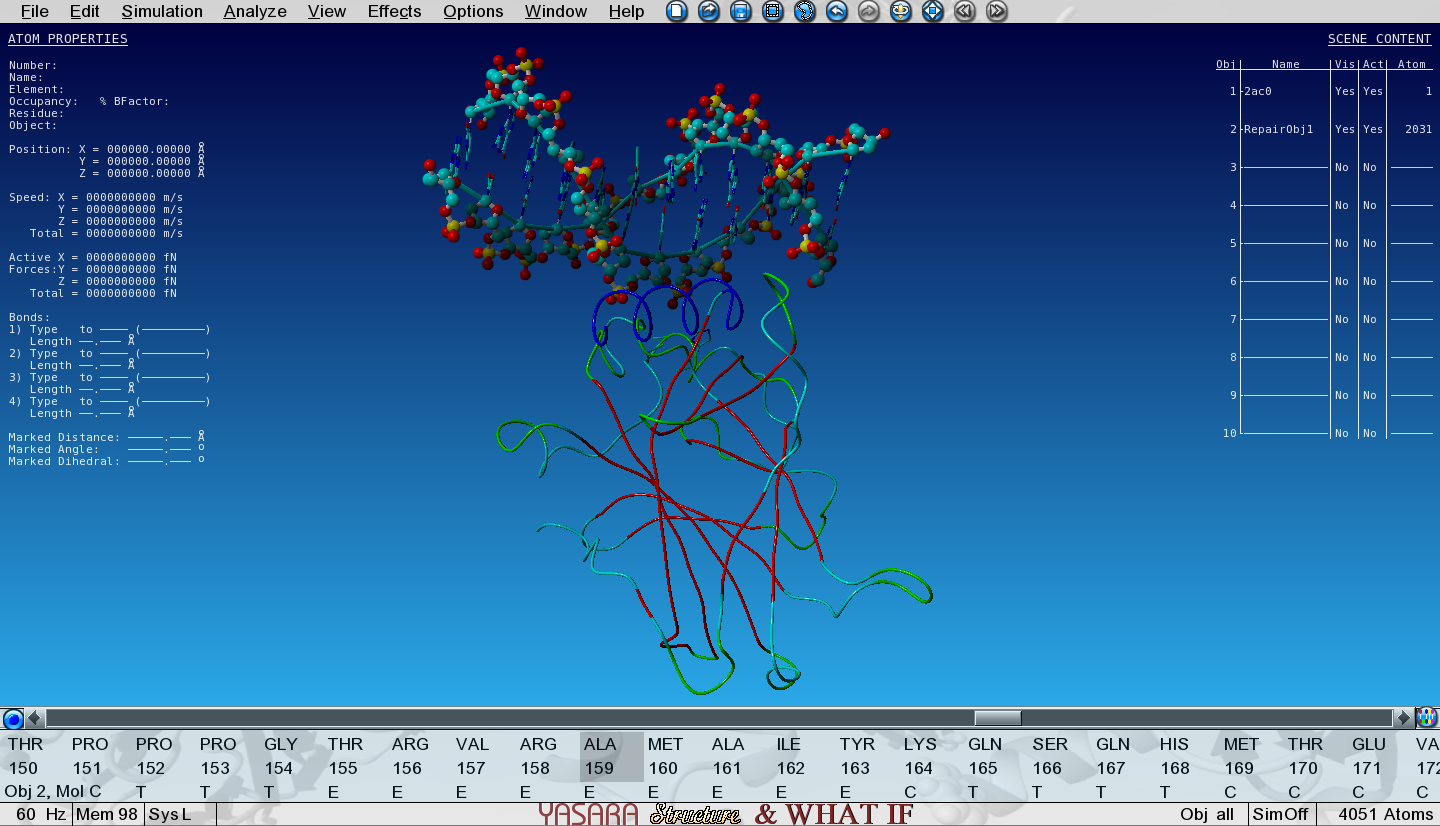 File Edit Simulation Analyze View Effects Options Window Help
ATOM PROPERTIES
Number:
Name:
Element:
Occupancy: % BFactor:
Residue:
Object:
Position: X = 000000.00000 Å
Y = 000000.00000 Å
Z = 000000.00000 Å
Speed: X = 0000000000 m/s
Y = 0000000000 m/s
Z = 0000000000 m/s
Total = 0000000000 m/s
Active X = 0000000000 fN
Forces:Y = 0000000000 fN
Z = 0000000000 fN
Total = 0000000000 fN
Bonds:
1) Type to ──── (─────────)
Length ──.─── Å
2) Type to ──── (─────────)
Length ──.─── Å
3) Type to ──── (─────────)
Length ──.─── Å
4) Type to ──── (─────────)
Length ──.─── Å
Marked Distance: ─────.─── Å
Marked Angle: ─────.─── o
Marked Dihedral: ─────.─── o
SCENE CONTENT
Obj Name Vis Act Atom
1 2ac0 Yes Yes 1
2 RepairObj1 Yes Yes 2031
3 No No
4 No No
5 No No
6 No No
7 No No
8 No No
9 No No
10 No No
THR PRO PRO PRO GLY THR ARG VAL ARG ALA MET ALA ILE TYR LYS GLN SER GLN HIS MET THR GLU VA
150 151 152 153 154 155 156 157 158 159 160 161 162 163 164 165 166 167 168 169 170 171 172
Obj 2, Mol C T T T E E E E E E E E E C T T T T C C C C
60 Hz Mem 98 Sys L YASARA Structure & WHAT IF Obj all SimOff 4051 Atoms